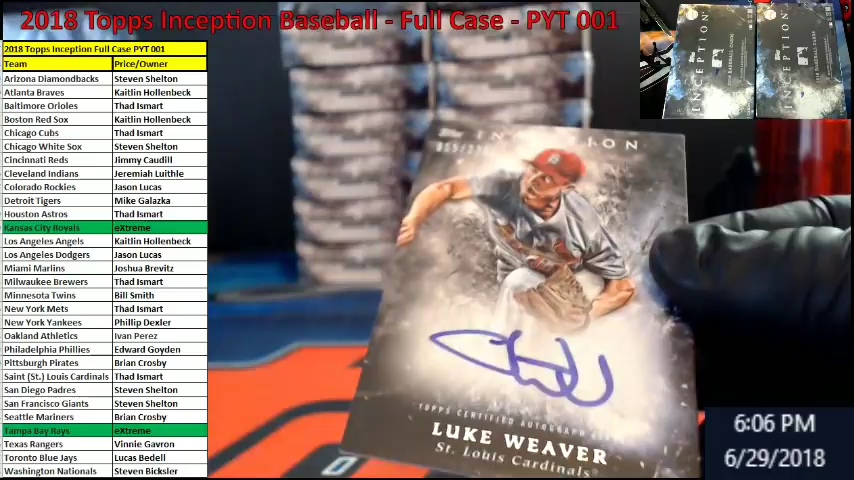 2018 Topps Inception Baseball - Full Case - PYT 001
2018 Topps Inception Full Case PYT 001
Team Price/Owner
Arizona Diamondbacks Steven Shelton
Atlanta Braves Kaitlin Hollenbeck
Baltimore Orioles Thad Ismart
Boston Red Sox Kaitlin Hollenbeck
Chicago Cubs Thad Ismart
Chicago White Sox Steven Shelton
Cincinnati Reds Jimmy Caudill
Cleveland Indians Jeremiah Luithle
Colorado Rockies Jason Lucas
Detroit Tigers Mike Galazka
Houston Astros Thad Ismart
Kansas City Royals eXtreme
Los Angeles Angels Kaitlin Hollenbeck
Los Angeles Dodgers Jason Lucas
Miami Marlins Joshua Brevitz
Milwaukee Brewers Thad Ismart
Minnesota Twins Bill Smith
New York Mets Thad Ismart
New York Yankees Phillip Dexler
Oakland Athletics Ivan Perez
Philadelphia Phillies Edward Goyden
Pittsburgh Pirates Brian Crosby
Saint (St.) Louis Cardinals Thad Ismart
San Diego Padres Steven Shelton
San Francisco Giants Steven Shelton
Seattle Mariners Brian Crosby
Tampa Bay Rays eXtreme
Texas Rangers Vinnie Gavron
Toronto Blue Jays Lucas Bedell
Washington Nationals Steven Bicksler
INCEPTION
INCEPTION
Topps INCEPTION
TOPPS CERTIFIED AUTOGRAPH
LUKE WEAVER
St. Louis Cardinals
6:06 PM
6/29/2018